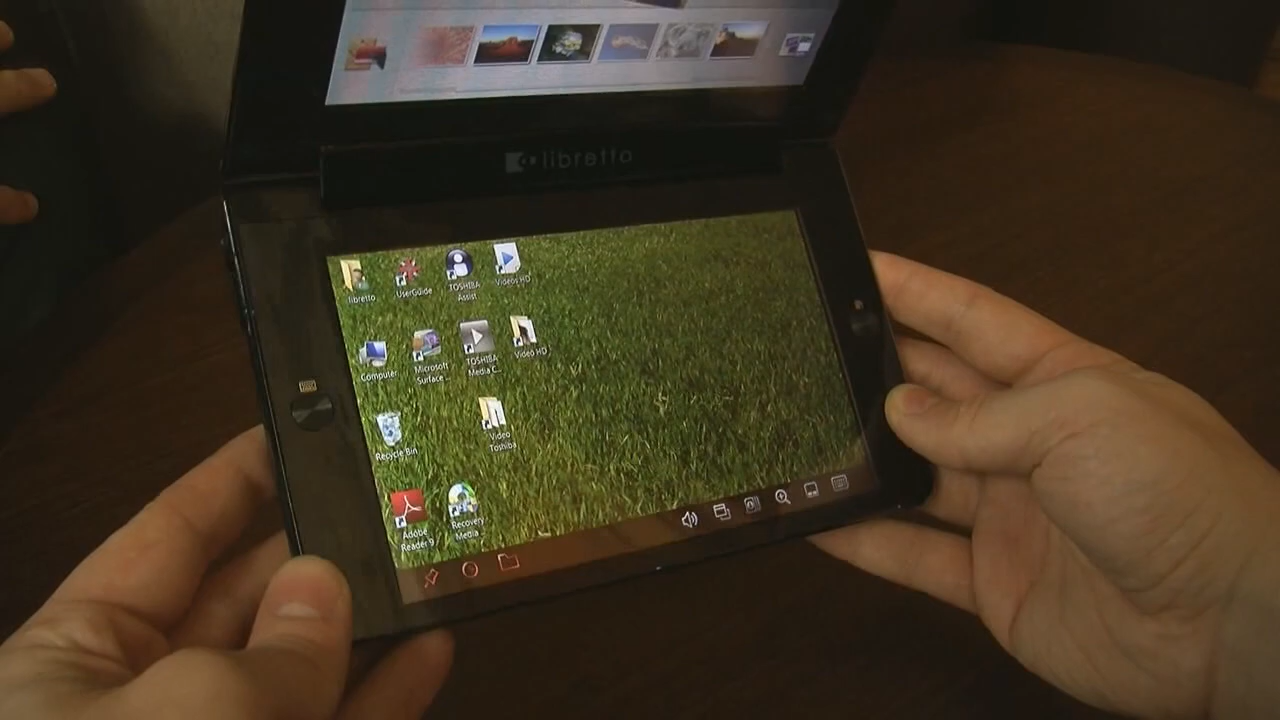 libretto
libretto
UserGuide
TOSHIBA
Assist
Videos HD
Computer
Microsoft
Surface ...
TOSHIBA
Media C...
Video HD
Recycle Bin
Video
Toshiba
Adobe
Reader 9
Recovery
Media ...